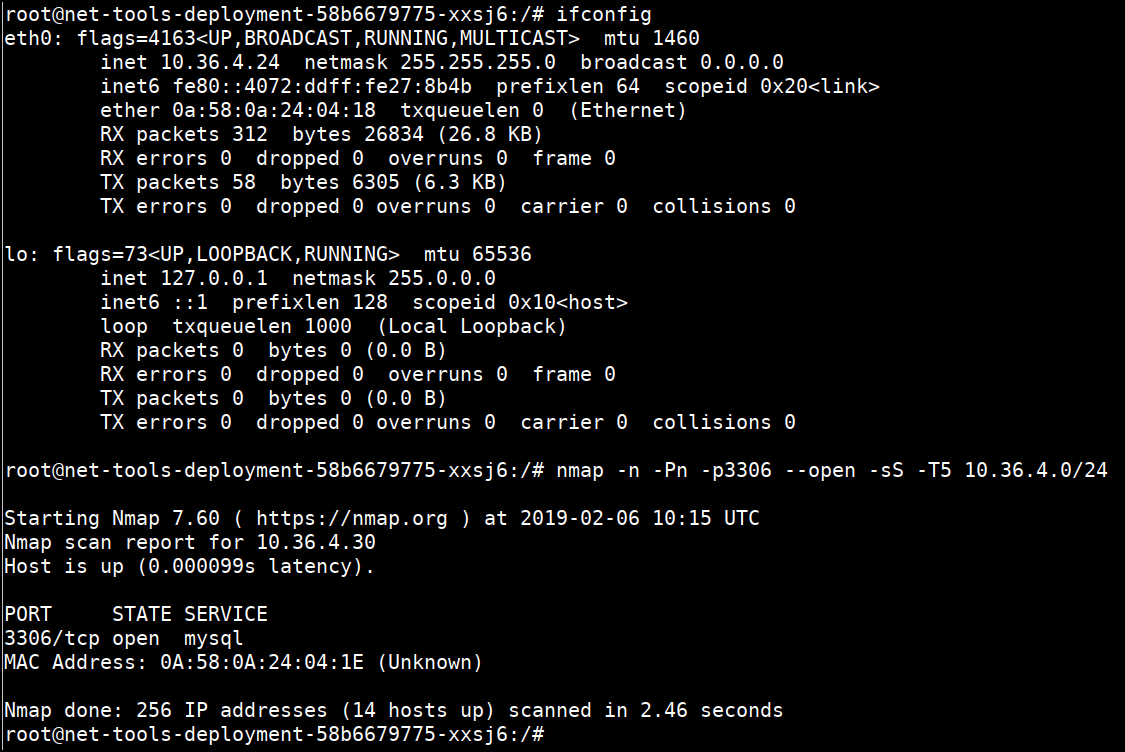 root@net-tools-deployment-58b6679775-xxsj6:/# ifconfig
eth0: flags=4163<UP,BROADCAST,RUNNING,MULTICAST>  mtu 1460
        inet 10.36.4.24  netmask 255.255.255.0  broadcast 0.0.0.0
        inet6 fe80::4072:ddff:fe27:8b4b  prefixlen 64  scopeid 0x20<link>
        ether 0a:58:0a:24:04:18  txqueuelen 0  (Ethernet)
        RX packets 312  bytes 26834 (26.8 KB)
        RX errors 0  dropped 0  overruns 0  frame 0
        TX packets 58  bytes 6305 (6.3 KB)
        TX errors 0  dropped 0 overruns 0  carrier 0  collisions 0

lo: flags=73<UP,LOOPBACK,RUNNING>  mtu 65536
        inet 127.0.0.1  netmask 255.0.0.0
        inet6 ::1  prefixlen 128  scopeid 0x10<host>
        loop  txqueuelen 1000  (Local Loopback)
        RX packets 0  bytes 0 (0.0 B)
        RX errors 0  dropped 0  overruns 0  frame 0
        TX packets 0  bytes 0 (0.0 B)
        TX errors 0  dropped 0 overruns 0  carrier 0  collisions 0

root@net-tools-deployment-58b6679775-xxsj6:/# nmap -n -Pn -p3306 --open -sS -T5 10.36.4.0/24

Starting Nmap 7.60 ( https://nmap.org ) at 2019-02-06 10:15 UTC
Nmap scan report for 10.36.4.30
Host is up (0.000099s latency).

PORT     STATE SERVICE
3306/tcp open  mysql
MAC Address: 0A:58:0A:24:04:1E (Unknown)

Nmap done: 256 IP addresses (14 hosts up) scanned in 2.46 seconds
root@net-tools-deployment-58b6679775-xxsj6:/#